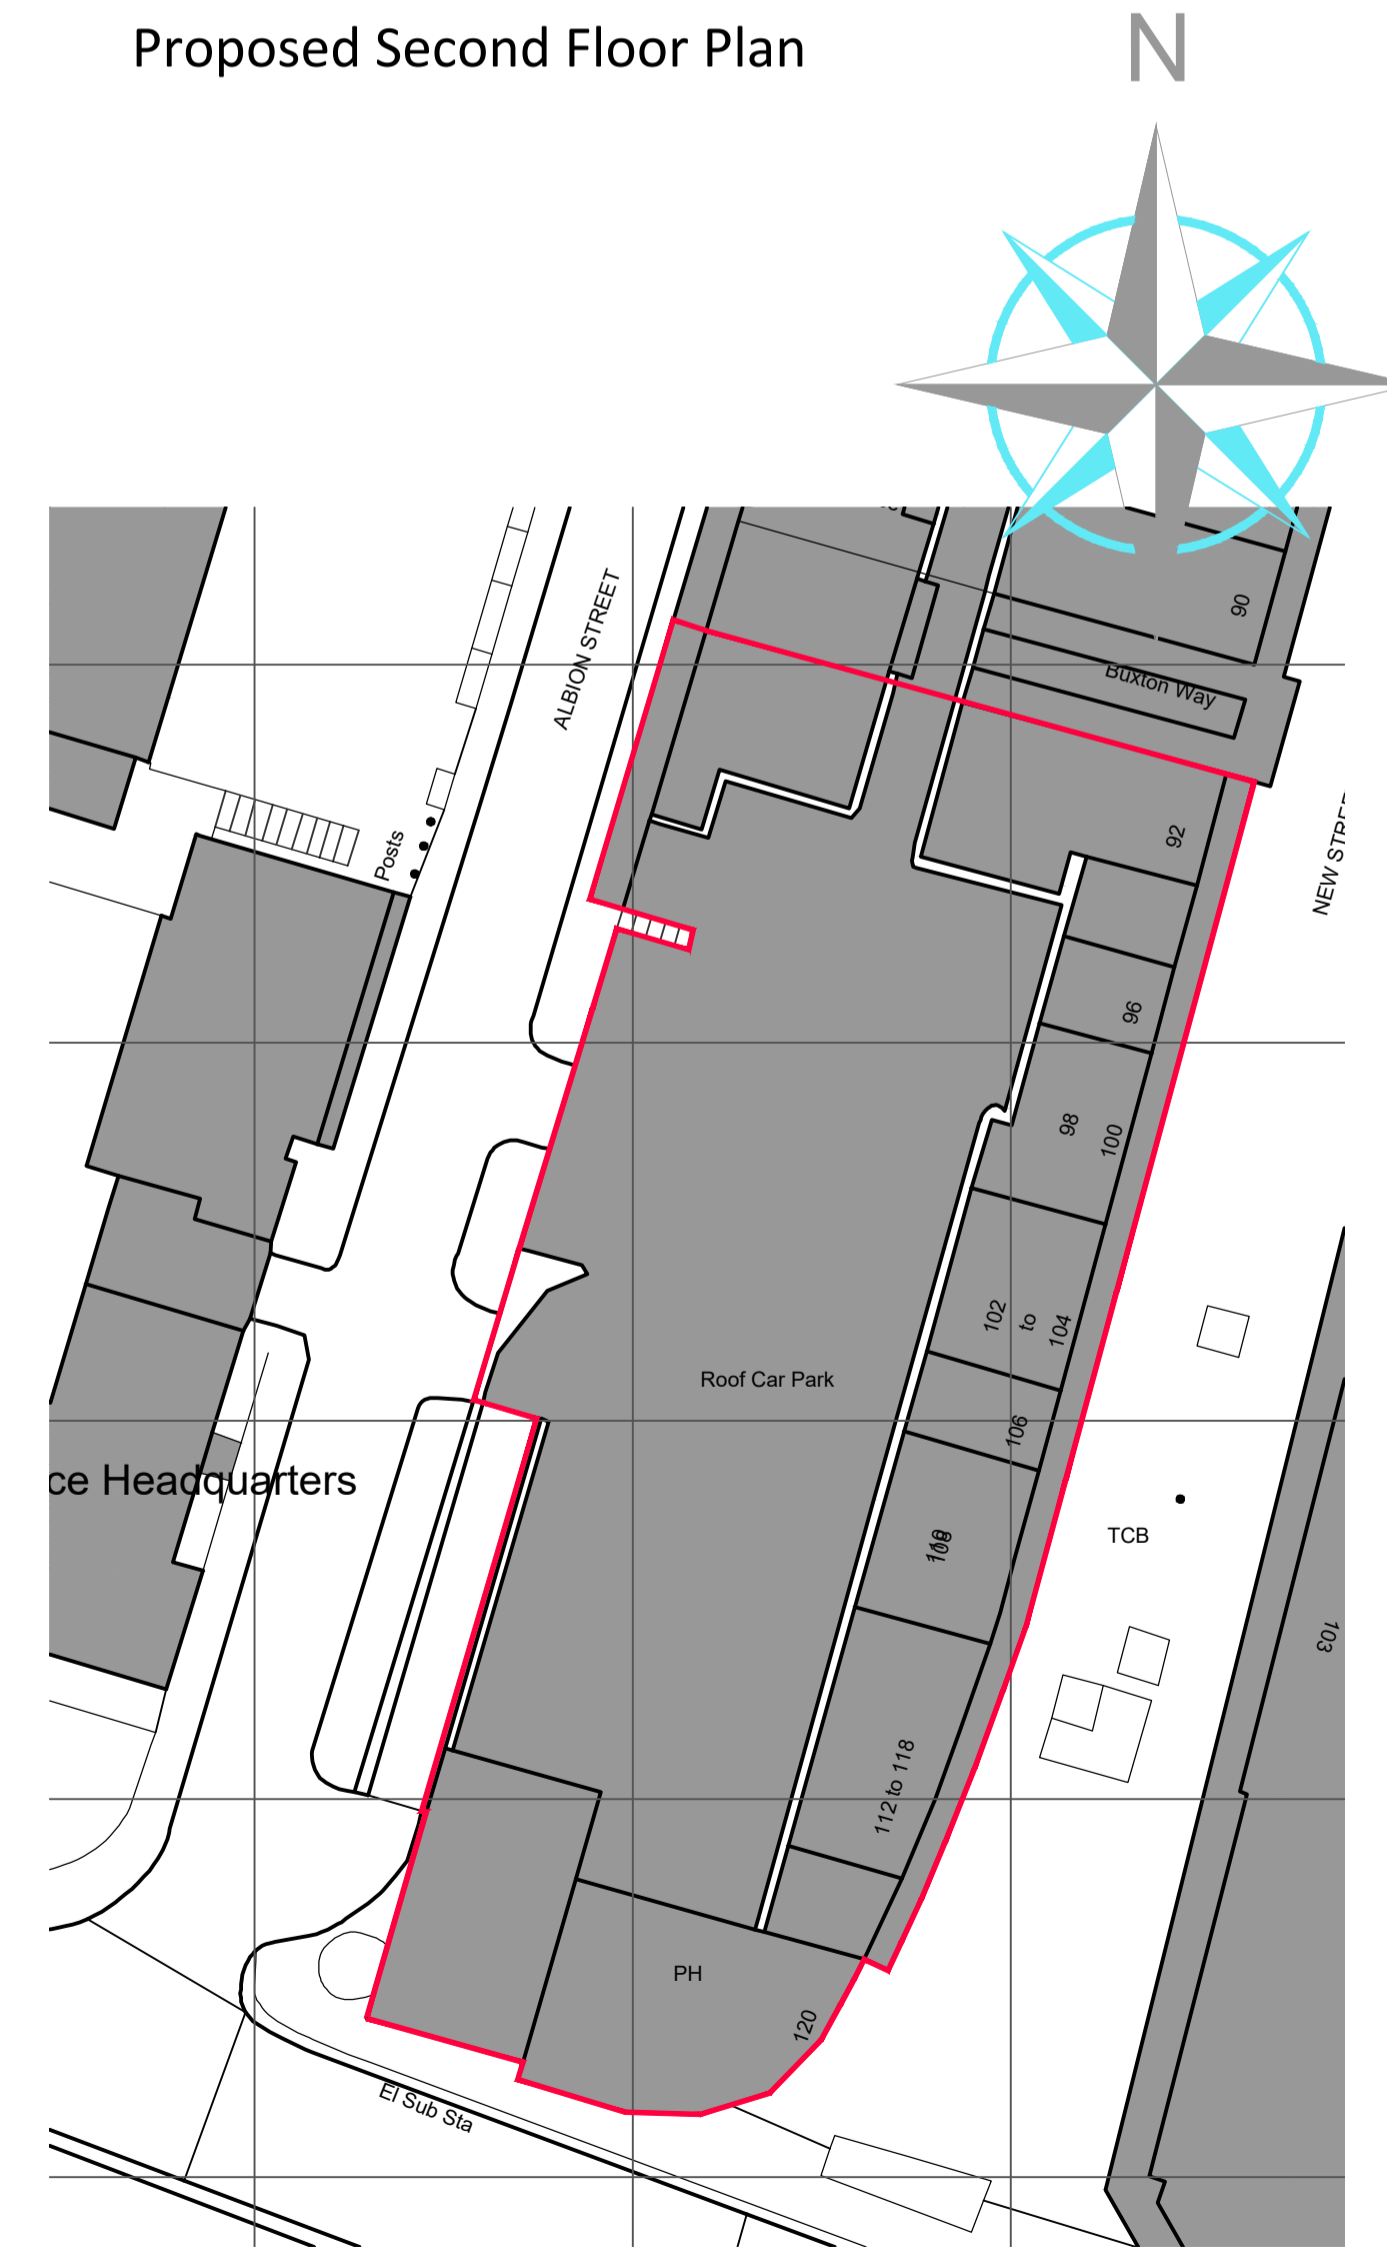 Proposed Second Floor Plan
N
ALBION STREET
90
Buxton Way
92
Posts
NEW STRE
96
98
100
102
to
104
Roof Car Park
106
ce Headquarters
TCB
103
112 to 118
PH
120
El Sub Sta